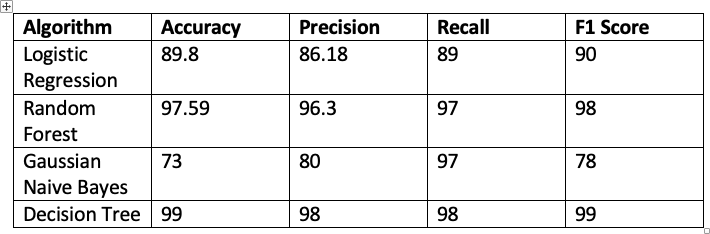 Algorithm Accuracy Precision Recall F1 Score
Logistic Regression 89.8 86.18 89 90
Random Forest 97.59 96.3 97 98
Gaussian Naive Bayes 73 80 97 78
Decision Tree 99 98 98 99